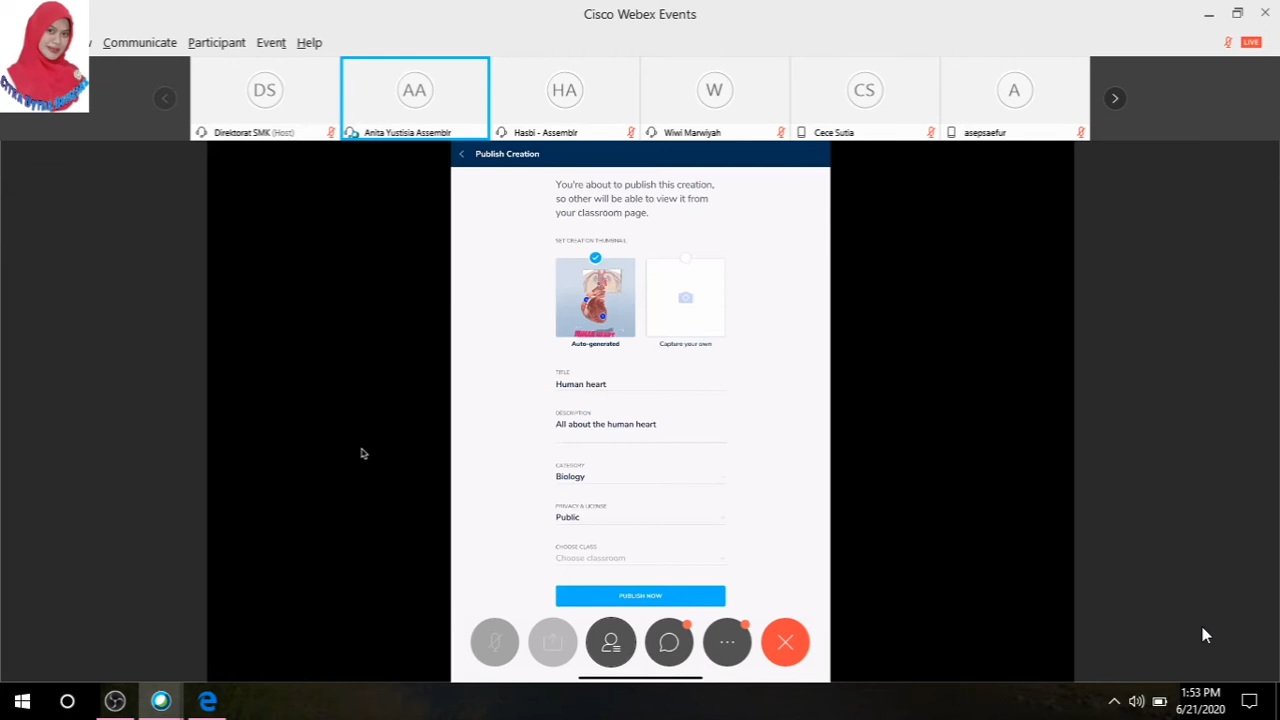 Cisco Webex Events
Communicate Participant Event Help
LIVE
DS AA HA W CS A
Direktorat SMK (Host) Anita Yustisia Assemblr Hasbi - Assemblr Wiwi Marwiyah Cece Sutia asepsaefur
Publish Creation
You're about to publish this creation,
so other will be able to view it from
your classroom page.
SET CREATION THUMBNAIL
HUMAN HEART
Auto-generated Capture your own
TITLE
Human heart
DESCRIPTION
All about the human heart
CATEGORY
Biology
PRIVACY & LICENSE
Public
CHOOSE CLASS
Choose classroom
PUBLISH NOW
1:53 PM
6/21/2020